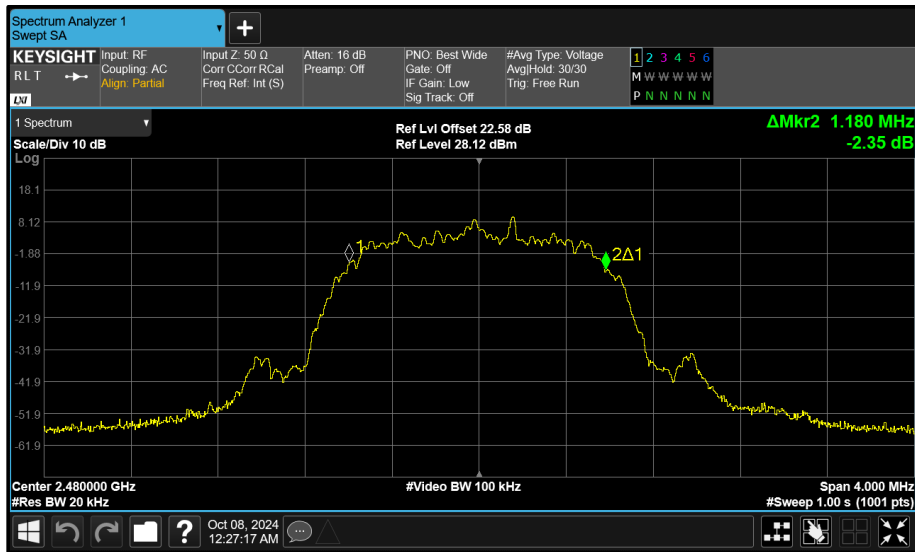 Spectrum Analyzer 1
Swept SA
+
KEYSIGHT
R L T
LXI
Input: RF
Coupling: AC
Align: Partial
Input Z: 50 Ω
Corr CCorr RCal
Freq Ref: Int (S)
Atten: 16 dB
Preamp: Off
PNO: Best Wide
Gate: Off
IF Gain: Low
Sig Track: Off
#Avg Type: Voltage
Avg|Hold: 30/30
Trig: Free Run
1 2 3 4 5 6
M W W W W W
P N N N N N
1 Spectrum
Scale/Div 10 dB
Ref Lvl Offset 22.58 dB
Ref Level 28.12 dBm
ΔMkr2 1.180 MHz
-2.35 dB
Log
18.1
8.12
-1.88
-11.9
-21.9
-31.9
-41.9
-51.9
-61.9
1
2Δ1
Center 2.480000 GHz
#Video BW 100 kHz
Span 4.000 MHz
#Res BW 20 kHz
#Sweep 1.00 s (1001 pts)
?
Oct 08, 2024
12:27:17 AM